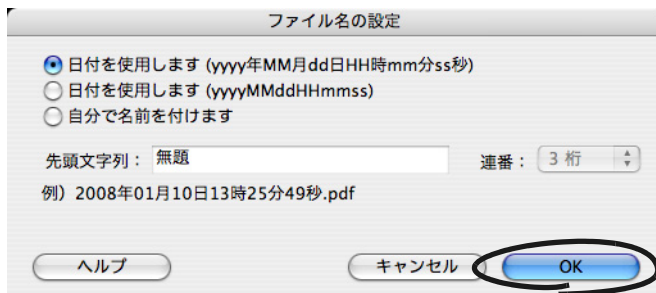 ファイル名の設定
日付を使用します (yyyy年MM月dd日HH時mm分ss秒)
日付を使用します (yyyyMMddHHmmss)
自分で名前を付けます
先頭文字列： 無題 連番： 3 桁
例）2008年01月10日13時25分49秒.pdf
ヘルプ キャンセル OK